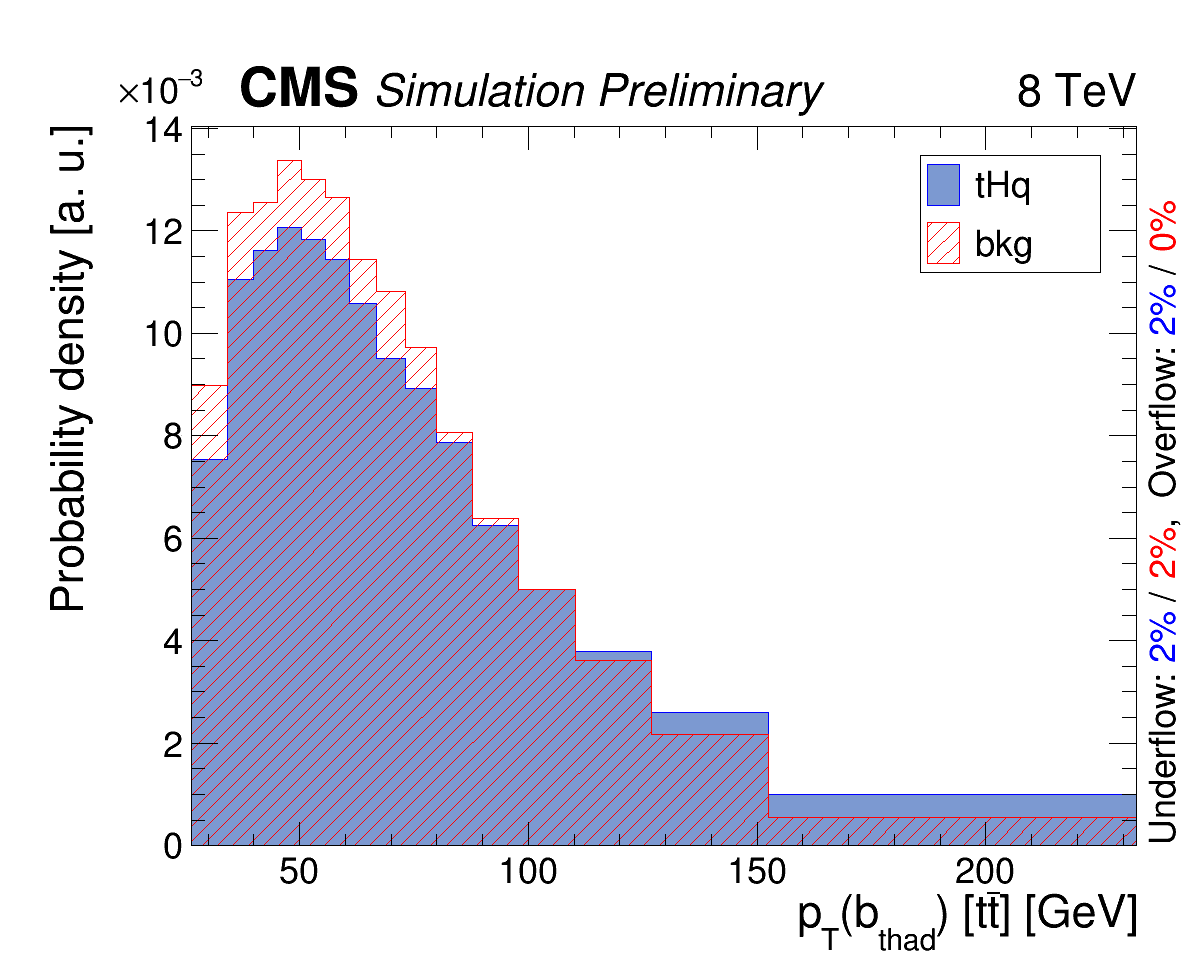 ×10⁻³ CMS Simulation Preliminary 8 TeV
Probability density [a. u.]
14
12
10
8
6
4
2
0
tHq
bkg
50 100 150 200
p_T(b_thad) [tt̄] [GeV]
Underflow: 2% / 2%, Overflow: 2% / 0%